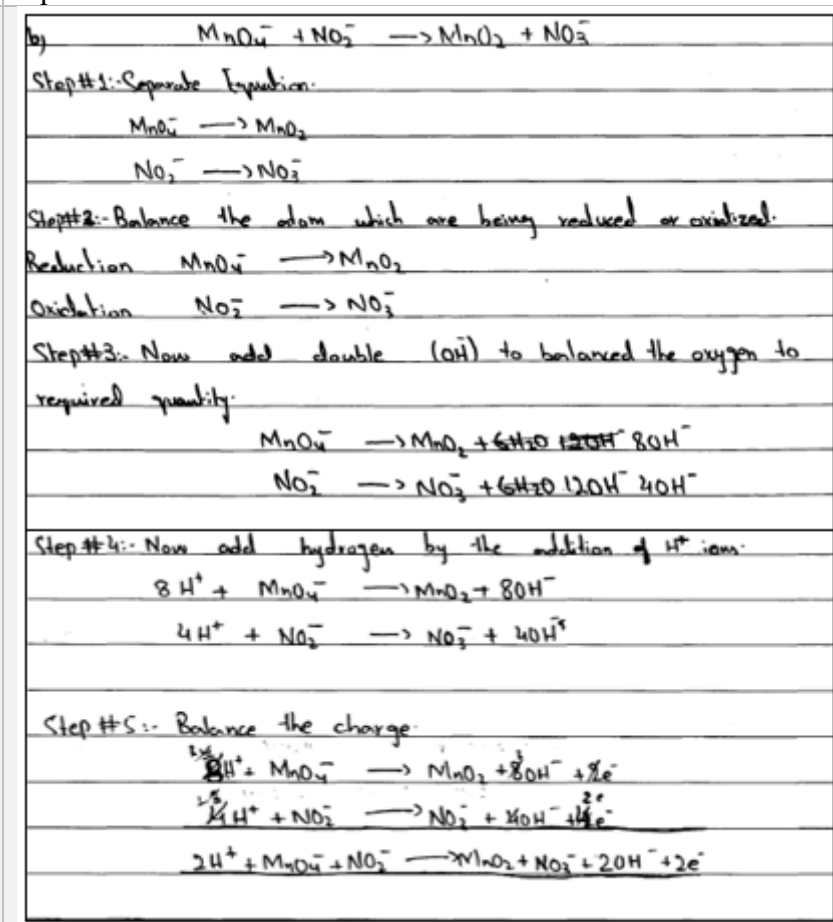 b) MnO₄⁻ + NO₂⁻ —> MnO₂ + NO₃⁻
Step#1:- Separate Equation.
MnO₄⁻ —> MnO₂
NO₂⁻ —> NO₃⁻
Step#2:- Balance the atom which are being reduced or oxidized.
Reduction MnO₄⁻ —> MnO₂
Oxidation NO₂⁻ —> NO₃⁻
Step#3:- Now add double (OH⁻) to balanced the oxygen to
required quantity.
MnO₄⁻ —> MnO₂ + 6H₂O 12OH⁻ 8OH⁻
NO₂⁻ —> NO₃⁻ + 6H₂O 12OH⁻ 4OH⁻
Step #4:- Now add hydrogen by the addition of H⁺ ions.
8H⁺ + MnO₄⁻ —> MnO₂ + 8OH⁻
4H⁺ + NO₂⁻ —> NO₃⁻ + 4OH⁻
Step #5:- Balance the charge.
H⁺ + MnO₄⁻ —> MnO₂ + 8OH⁻ + e⁻
H⁺ + NO₂⁻ —> NO₃⁻ + 4OH⁻ + e⁻
2H⁺ + MnO₄⁻ + NO₂⁻ —> MnO₂ + NO₃⁻ + 2OH⁻ + 2e⁻